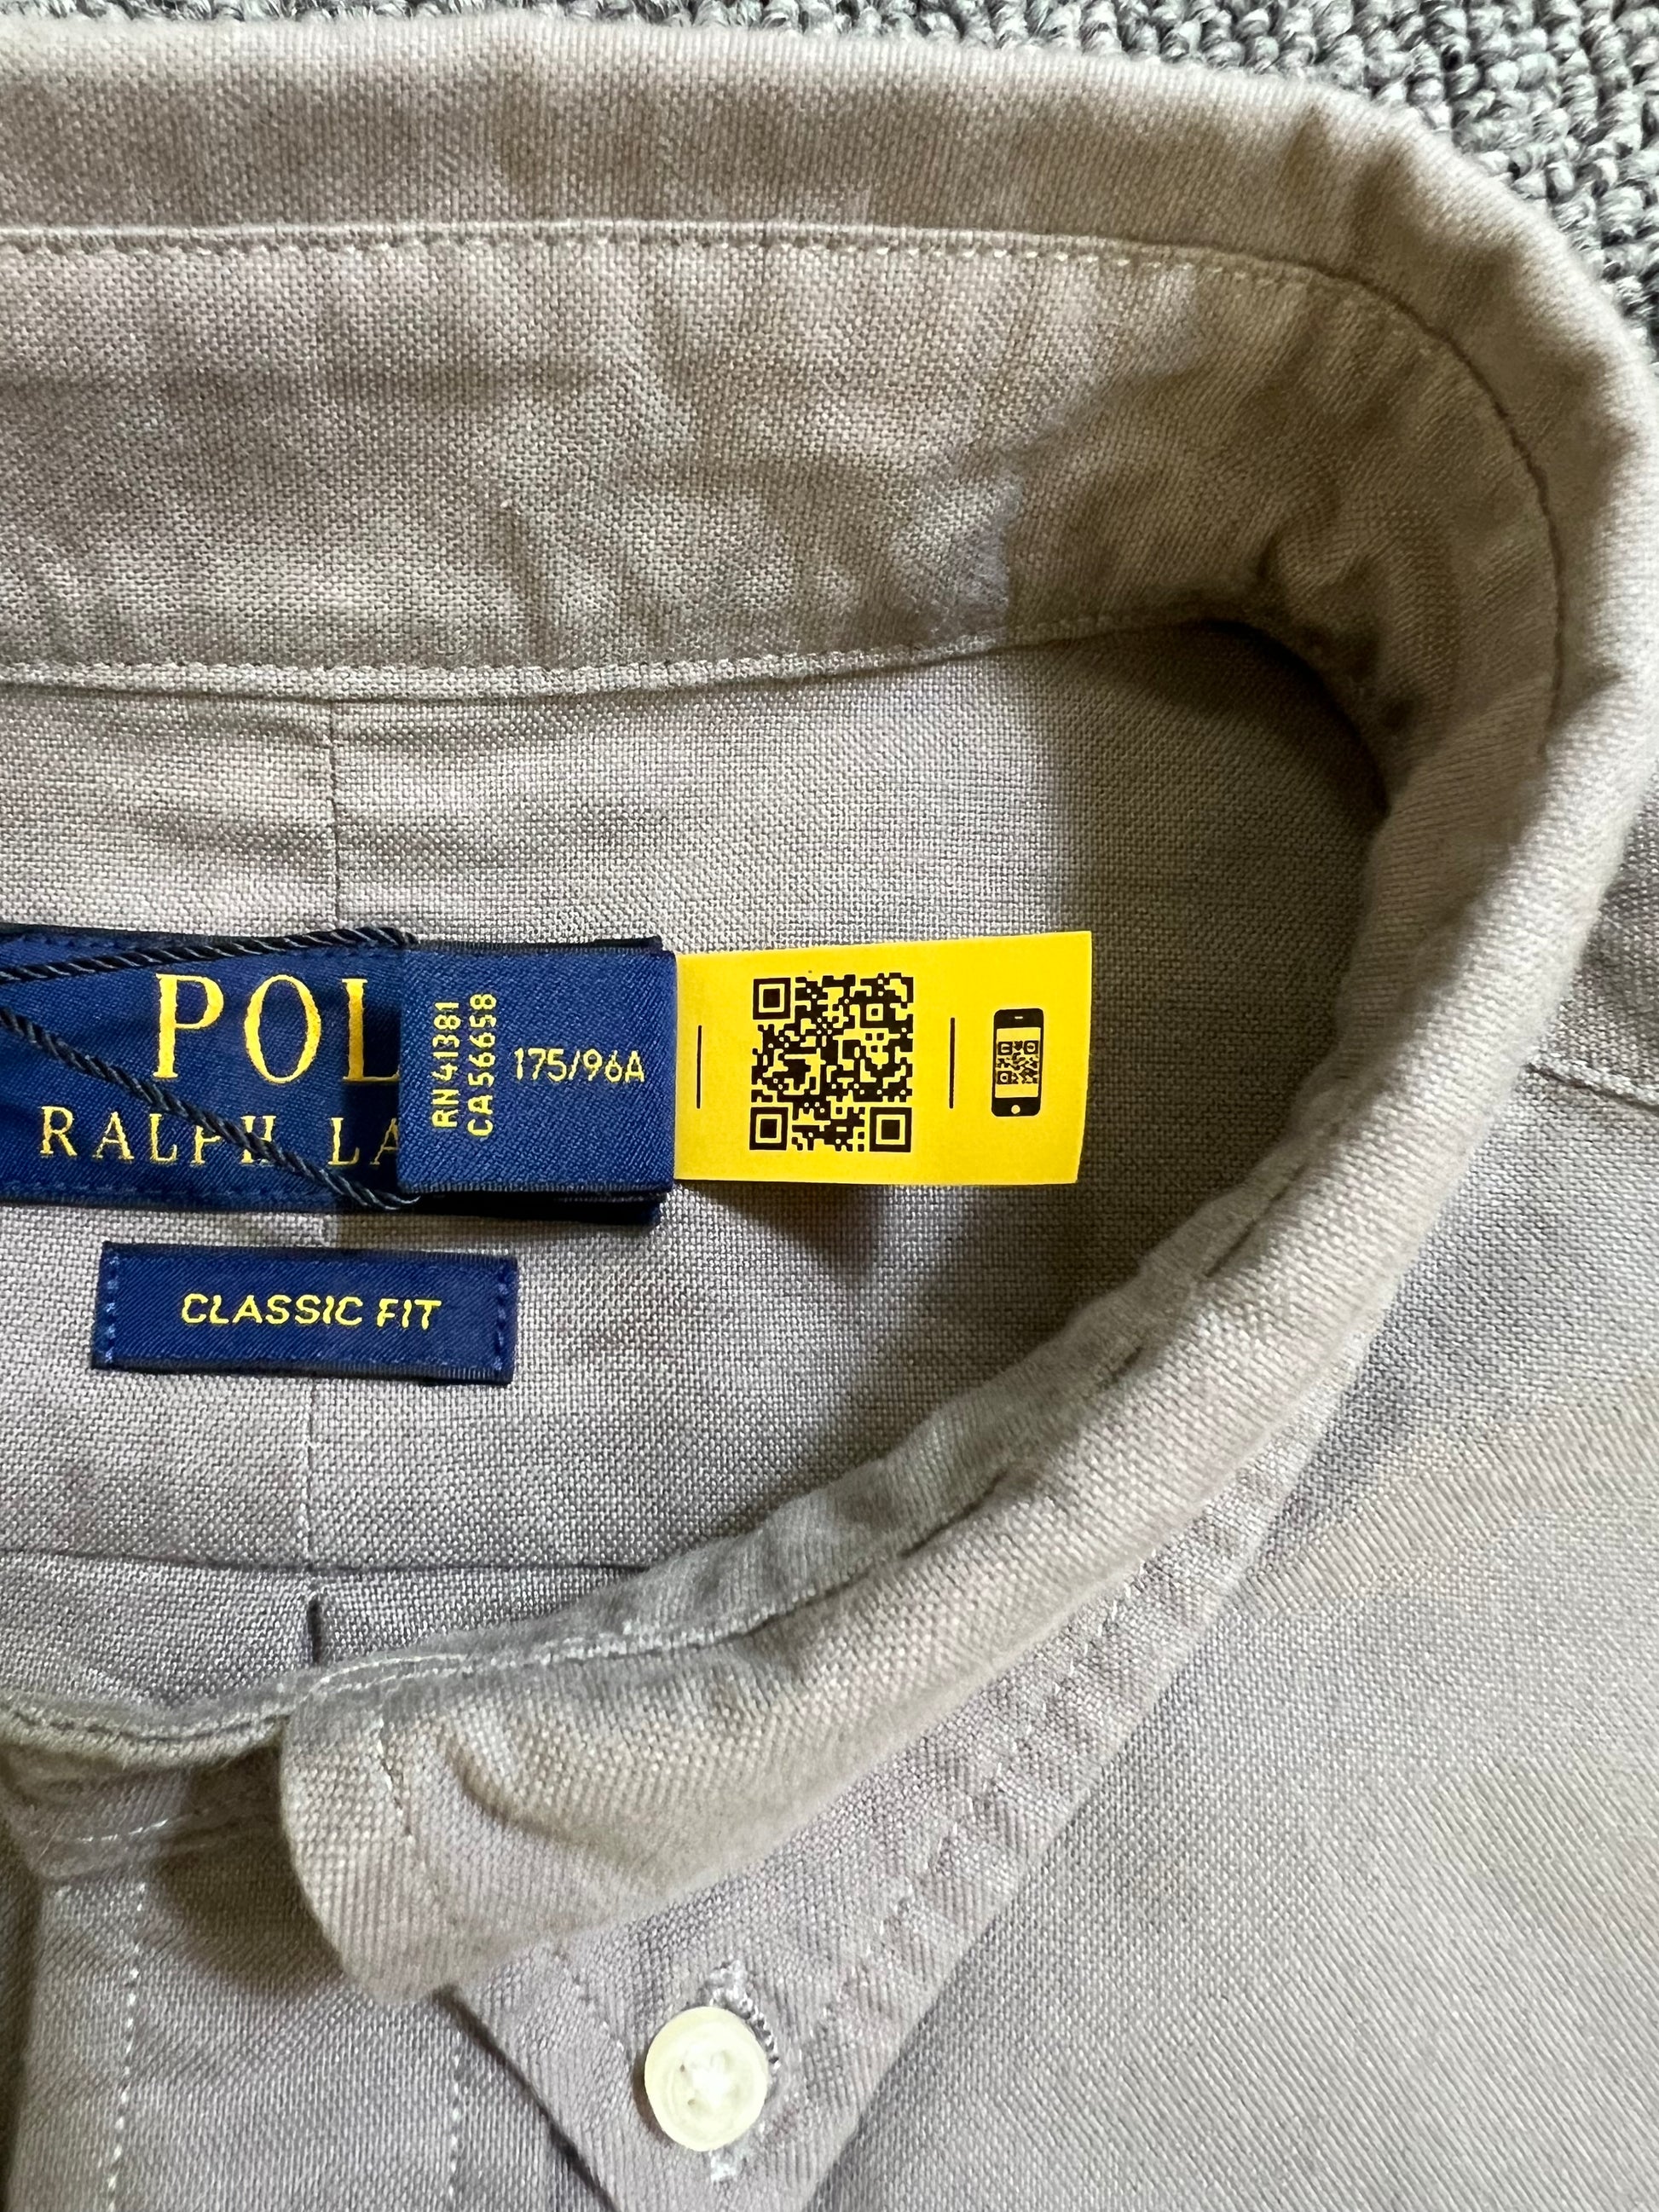 POL
RALPH LA
RN 41381
CA 56658
175/96A
CLASSIC FIT